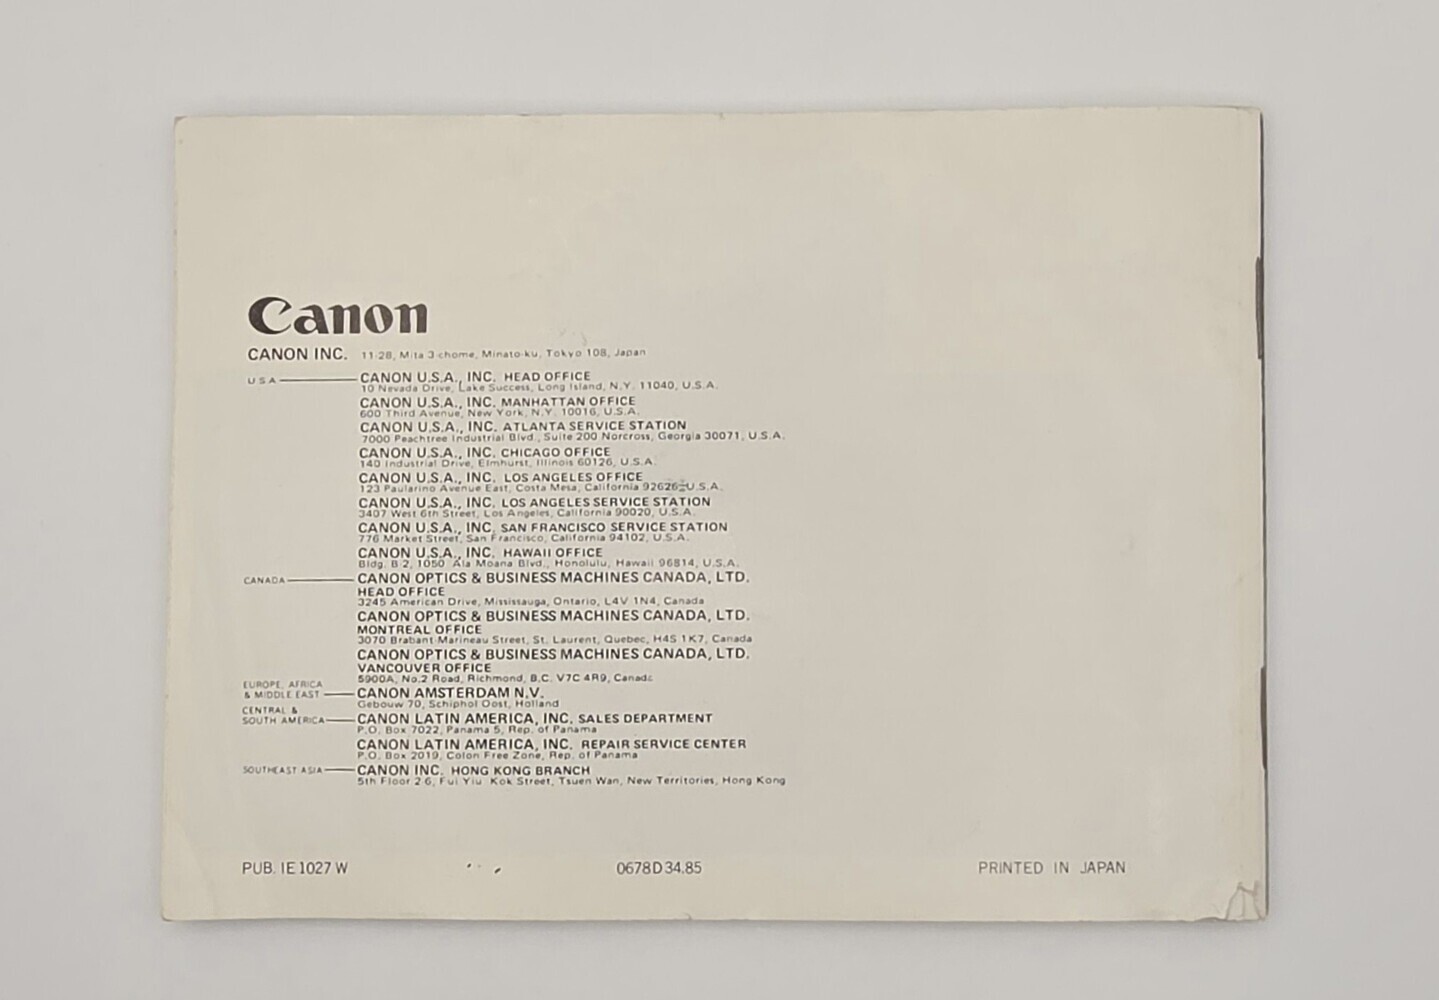 Canon
CANON INC. 11-28, Mita 3-chome, Minato-ku, Tokyo 108, Japan
U S A CANON U.S.A., INC. HEAD OFFICE
10 Nevada Drive, Lake Success, Long Island, N.Y. 11040, U.S.A.
CANON U.S.A., INC. MANHATTAN OFFICE
600 Third Avenue, New York, N.Y. 10016, U.S.A.
CANON U.S.A., INC. ATLANTA SERVICE STATION
7000 Peachtree Industrial Blvd., Suite 200 Norcross, Georgia 30071, U.S.A.
CANON U.S.A., INC. CHICAGO OFFICE
140 Industrial Drive, Elmhurst, Illinois 60126, U.S.A.
CANON U.S.A., INC. LOS ANGELES OFFICE
123 Paularino Avenue East, Costa Mesa, California 92626, U.S.A.
CANON U.S.A., INC. LOS ANGELES SERVICE STATION
3407 West 6th Street, Los Angeles, California 90020, U.S.A.
CANON U.S.A., INC. SAN FRANCISCO SERVICE STATION
776 Market Street, San Francisco, California 94102, U.S.A.
CANON U.S.A., INC. HAWAII OFFICE
Bldg. B-2, 1050 Ala Moana Blvd., Honolulu, Hawaii 96814, U.S.A.
CANADA CANON OPTICS & BUSINESS MACHINES CANADA, LTD.
HEAD OFFICE
3245 American Drive, Mississauga, Ontario, L4V 1N4, Canada
CANON OPTICS & BUSINESS MACHINES CANADA, LTD.
MONTREAL OFFICE
3070 Brabant-Marineau Street, St. Laurent, Quebec, H4S 1K7, Canada
CANON OPTICS & BUSINESS MACHINES CANADA, LTD.
VANCOUVER OFFICE
5900A, No.2 Road, Richmond, B.C. V7C 4R9, Canada
EUROPE, AFRICA
& MIDDLE EAST CANON AMSTERDAM N.V.
Gebouw 70, Schiphol Oost, Holland
CENTRAL &
SOUTH AMERICA CANON LATIN AMERICA, INC. SALES DEPARTMENT
P.O. Box 7022, Panama 5, Rep. of Panama
CANON LATIN AMERICA, INC. REPAIR SERVICE CENTER
P.O. Box 2019, Colon Free Zone, Rep. of Panama
SOUTHEAST ASIA CANON INC. HONG KONG BRANCH
5th Floor 2-6, Fui Yiu Kok Street, Tsuen Wan, New Territories, Hong Kong
PUB. IE 1027 W 0678D34.85 PRINTED IN JAPAN